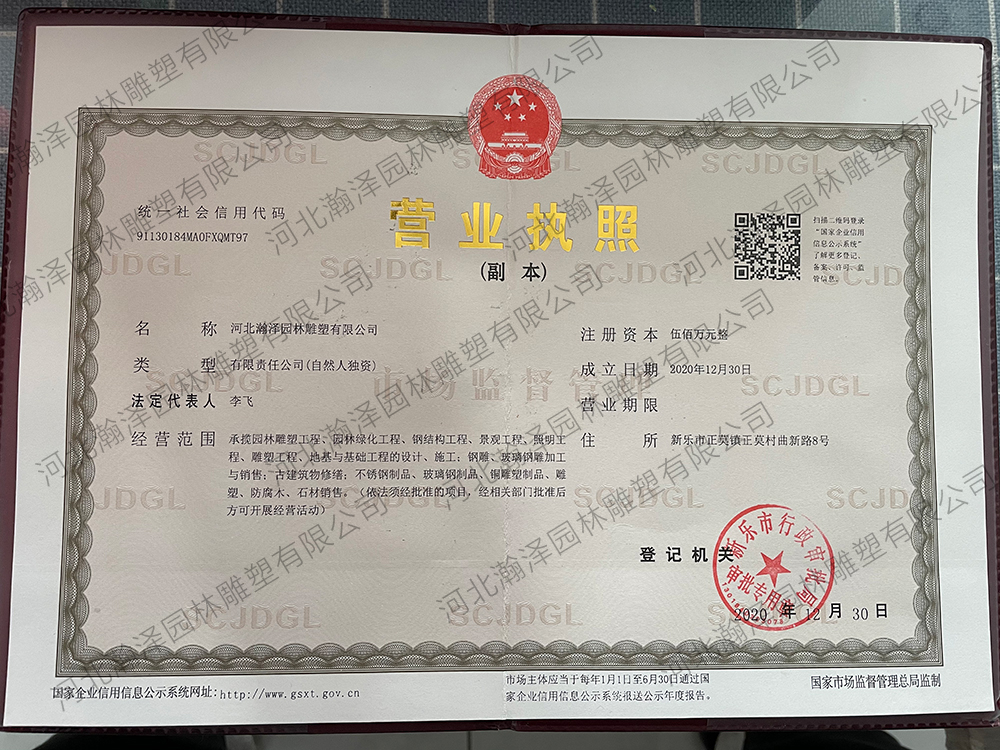 统一社会信用代码
91130184MA0FXQMT97
营业执照
(副 本)
扫描二维码登录
“国家企业信用
信息公示系统”
了解更多登记、
备案、许可、监
管信息。
名 称 河北瀚泽园林雕塑有限公司
类 型 有限责任公司(自然人独资)
法定代表人 李飞
经营范围 承揽园林雕塑工程、园林绿化工程、钢结构工程、景观工程、照明工
程、雕塑工程、地基与基础工程的设计、施工；钢雕、玻璃钢雕加工
与销售；古建筑物修缮；不锈钢制品、玻璃钢制品、铜雕塑制品、雕
塑、防腐木、石材销售。（依法须经批准的项目，经相关部门批准后
方可开展经营活动）
注册资本 伍佰万元整
成立日期 2020年12月30日
营业期限
住 所 新乐市正莫镇正莫村曲新路8号
登记机关
新乐市行政审批局
审批专用章
2020 年 12 月 30 日
国家企业信用信息公示系统网址:http://www.gsxt.gov.cn
市场主体应当于每年1月1日至6月30日通过国
家企业信用信息公示系统报送公示年度报告。
国家市场监督管理总局监制
河北瀚泽园林雕塑有限公司
SCJDGL
市场监督管理